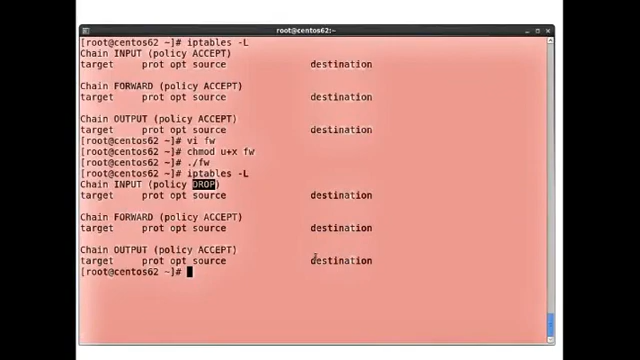 root@centos62:~
[root@centos62 ~]# iptables -L
Chain INPUT (policy ACCEPT)
target prot opt source destination
Chain FORWARD (policy ACCEPT)
target prot opt source destination
Chain OUTPUT (policy ACCEPT)
target prot opt source destination
[root@centos62 ~]# vi fw
[root@centos62 ~]# chmod u+x fw
[root@centos62 ~]# ./fw
[root@centos62 ~]# iptables -L
Chain INPUT (policy DROP)
target prot opt source destination
Chain FORWARD (policy ACCEPT)
target prot opt source destination
Chain OUTPUT (policy ACCEPT)
target prot opt source destination
[root@centos62 ~]#